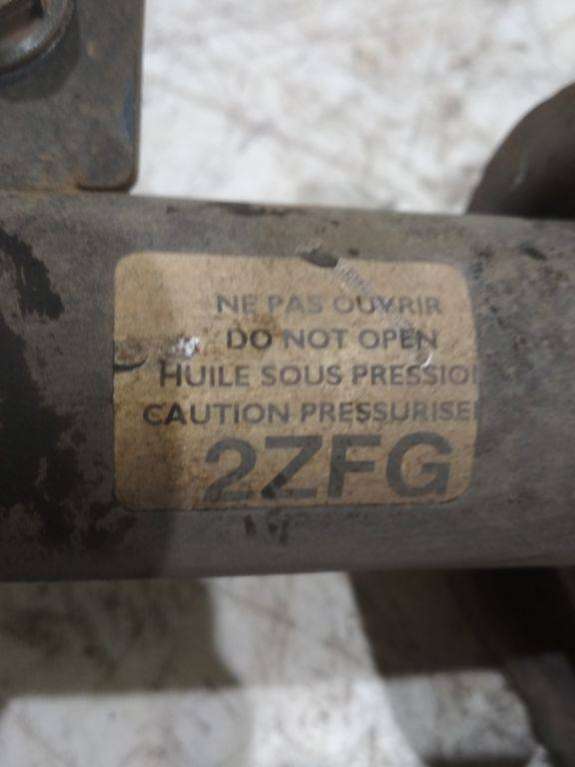 NE PAS OUVRIR
DO NOT OPEN
HUILE SOUS PRESSIO
CAUTION PRESSURISE
2ZFG